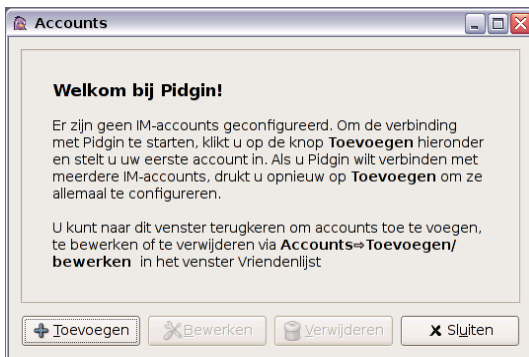 Accounts
Welkom bij Pidgin!
Er zijn geen IM-accounts geconfigureerd. Om de verbinding
met Pidgin te starten, klikt u op de knop Toevoegen hieronder
en stelt u uw eerste account in. Als u Pidgin wilt verbinden met
meerdere IM-accounts, drukt u opnieuw op Toevoegen om ze
allemaal te configureren.
U kunt naar dit venster terugkeren om accounts toe te voegen,
te bewerken of te verwijderen via Accounts⇨Toevoegen/
bewerken in het venster Vriendenlijst
Toevoegen Bewerken Verwijderen Sluiten